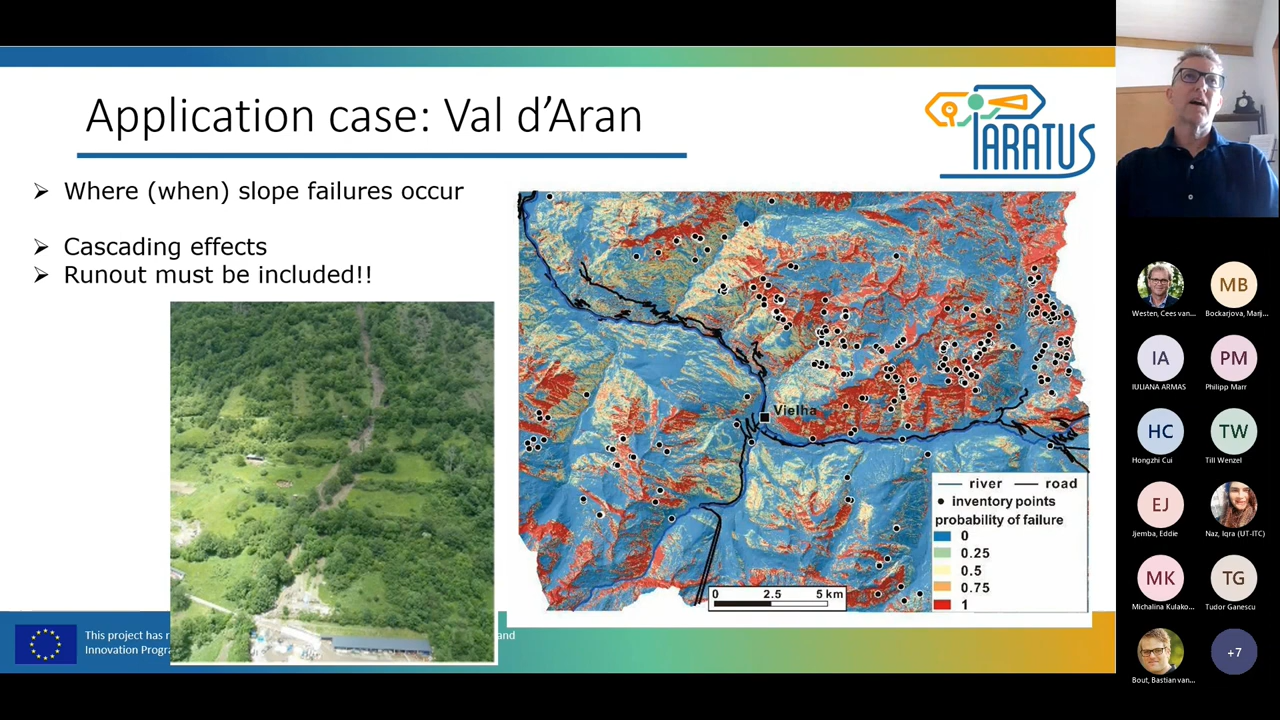 Application case: Val d'Aran
PARATUS
➢ Where (when) slope failures occur
➢ Cascading effects
➢ Runout must be included!!
Vielha
river road
inventory points
probability of failure
0
0.25
0.5
0.75
1
0 2.5 5 km
This project has r
nd
Innovation Progra
Westen, Cees van...
MB
Bockarjova, Marij...
IA
IULIANA ARMAS
PM
Philipp Marr
HC
Hongzhi Cui
TW
Till Wenzel
EJ
Jjemba, Eddie
Naz, Iqra (UT-ITC)
MK
Michalina Kulako...
TG
Tudor Ganescu
Bout, Bastian van...
+7